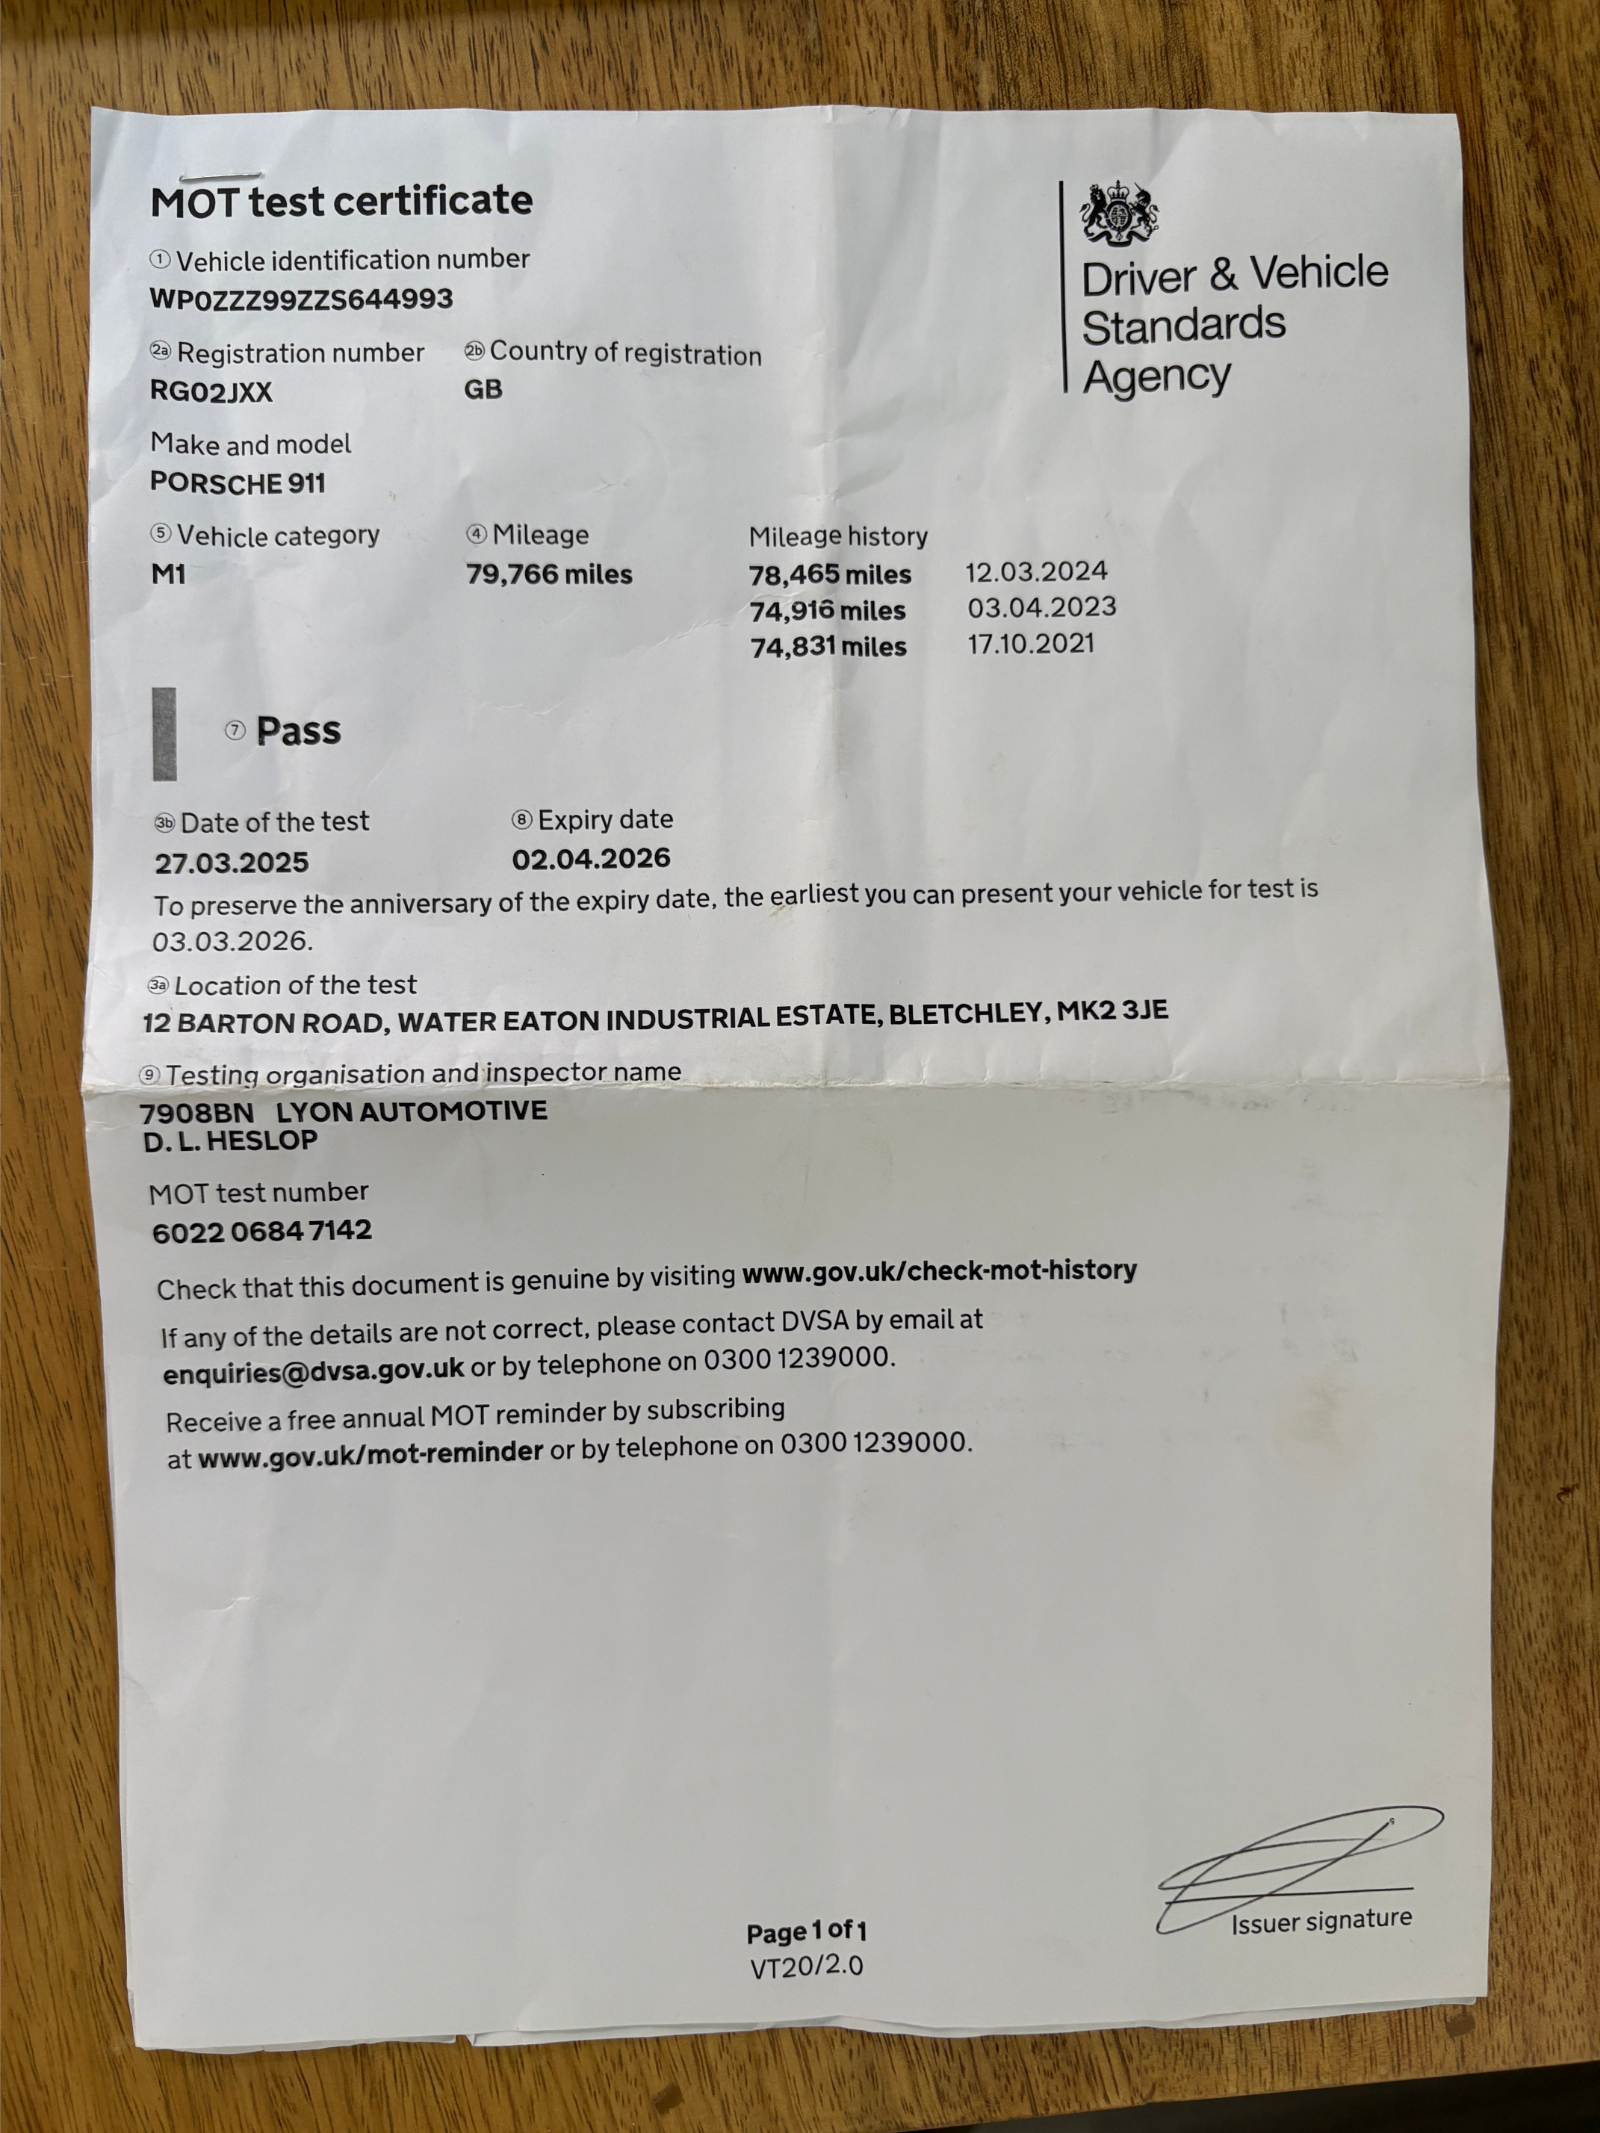 MOT test certificate
① Vehicle identification number
WP0ZZZ99ZZS644993
2a Registration number 2b Country of registration
RG02JXX GB
Make and model
PORSCHE 911
⑤ Vehicle category ④ Mileage Mileage history
M1 79,766 miles 78,465 miles 12.03.2024
74,916 miles 03.04.2023
74,831 miles 17.10.2021
⑦ Pass
3b Date of the test ⑧ Expiry date
27.03.2025 02.04.2026
To preserve the anniversary of the expiry date, the earliest you can present your vehicle for test is
03.03.2026.
3a Location of the test
12 BARTON ROAD, WATER EATON INDUSTRIAL ESTATE, BLETCHLEY, MK2 3JE
⑨ Testing organisation and inspector name
7908BN LYON AUTOMOTIVE
D. L. HESLOP
MOT test number
6022 0684 7142
Check that this document is genuine by visiting www.gov.uk/check-mot-history
If any of the details are not correct, please contact DVSA by email at
enquiries@dvsa.gov.uk or by telephone on 0300 1239000.
Receive a free annual MOT reminder by subscribing
at www.gov.uk/mot-reminder or by telephone on 0300 1239000.
Driver & Vehicle
Standards
Agency
Issuer signature
Page 1 of 1
VT20/2.0